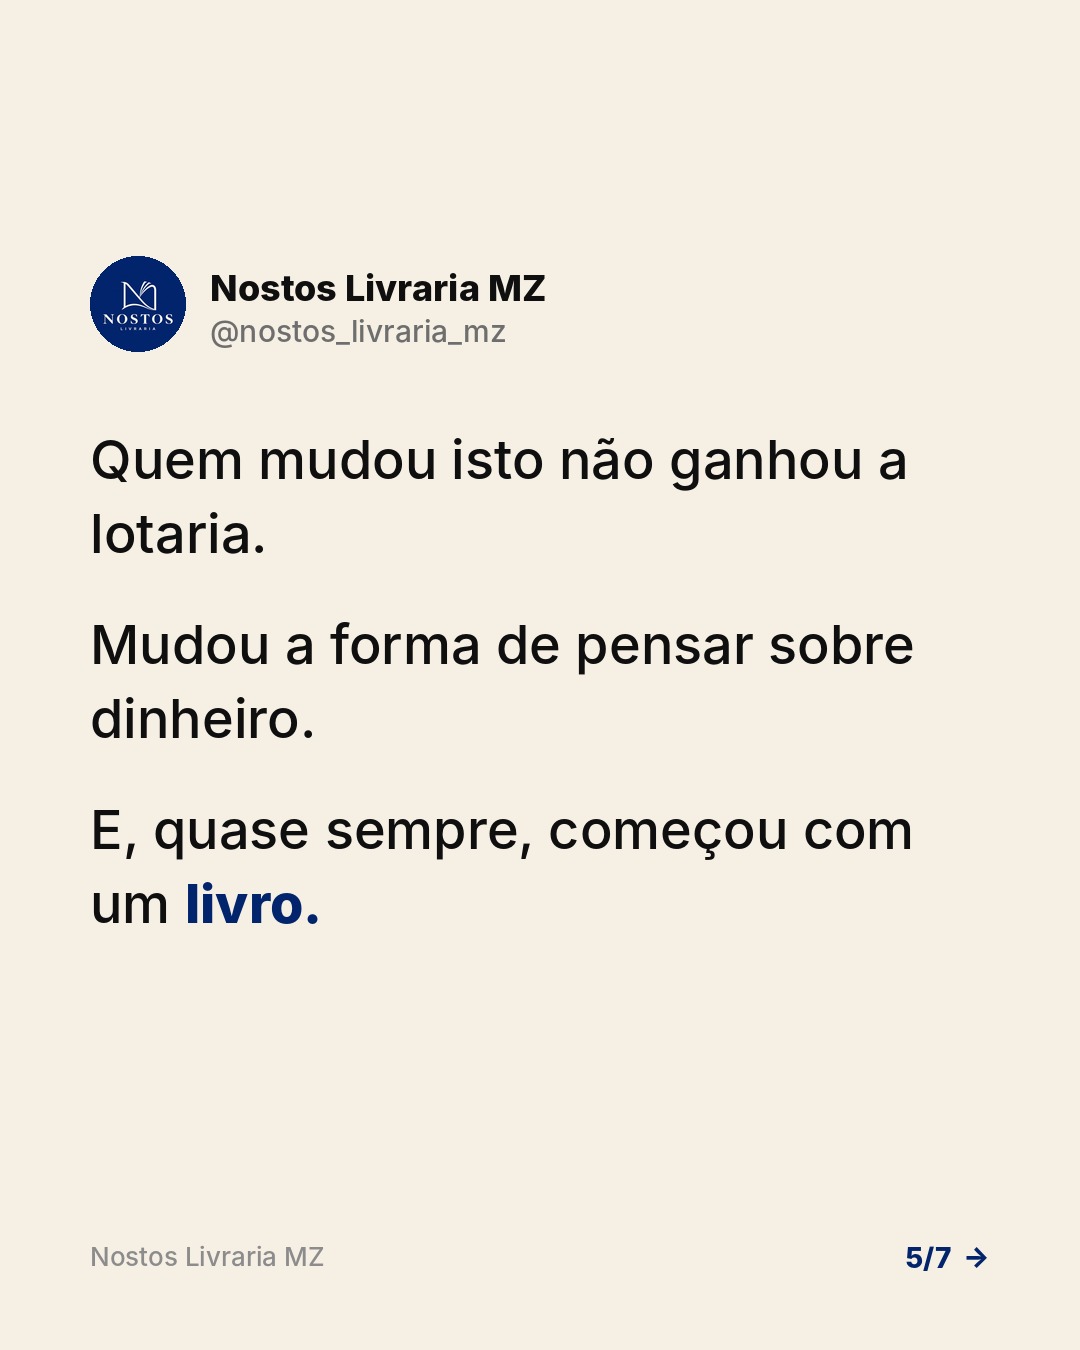 NOSTOS
LIVRARIA
Nostos Livraria MZ
@nostos_livraria_mz
Quem mudou isto não ganhou a
lotaria.
Mudou a forma de pensar sobre
dinheiro.
E, quase sempre, começou com
um livro.
Nostos Livraria MZ
5/7 →